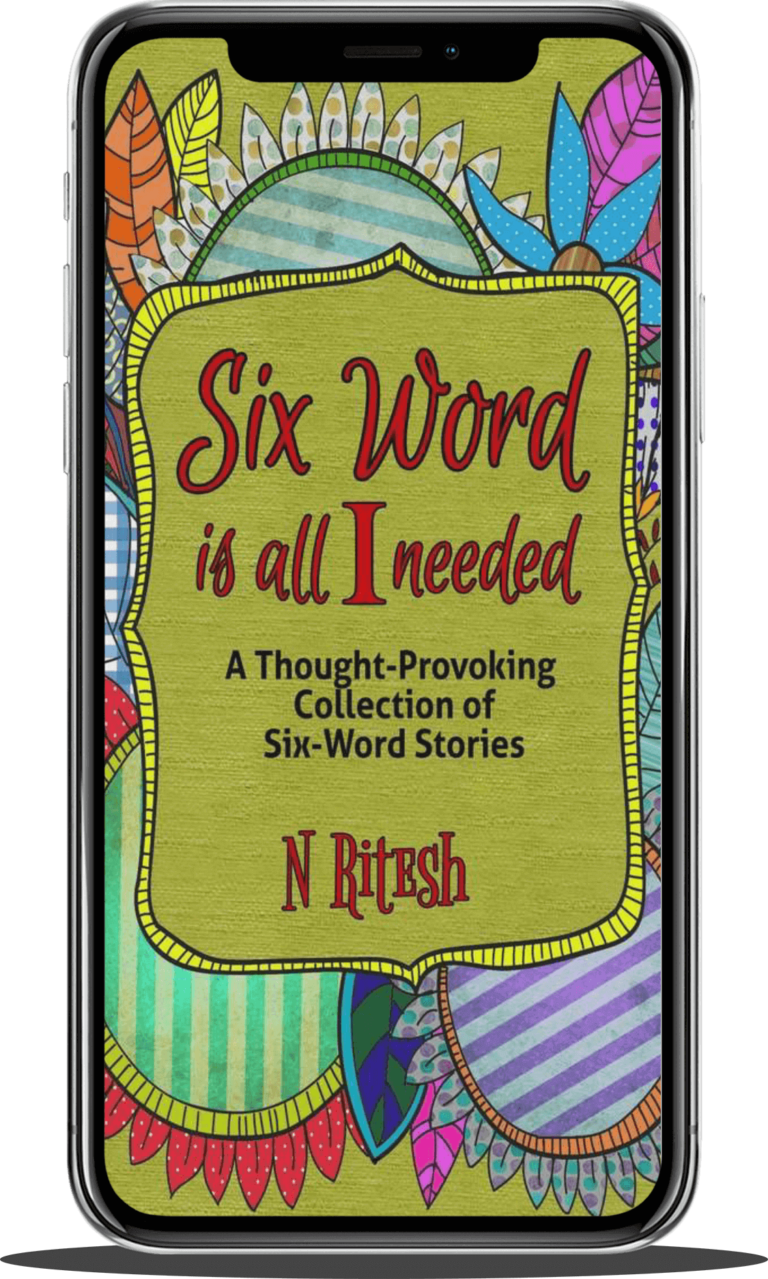 Six Word
is all I needed
A Thought-Provoking
Collection of
Six-Word Stories
N Ritesh